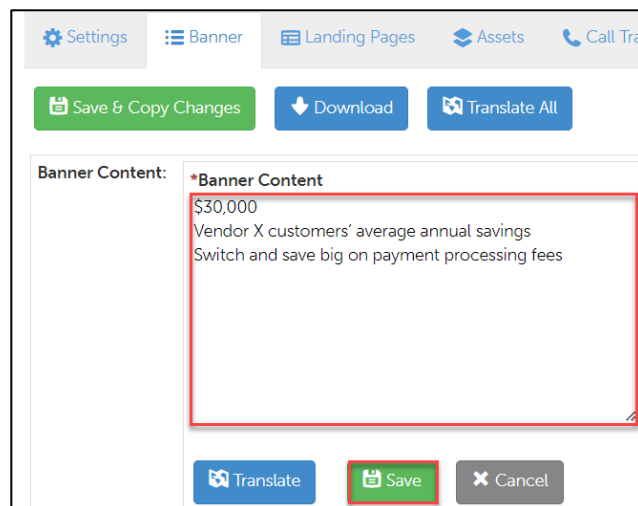 Settings Banner Landing Pages Assets Call Tra
Save & Copy Changes Download Translate All
Banner Content:
*Banner Content
$30,000
Vendor X customers’ average annual savings
Switch and save big on payment processing fees
Translate Save Cancel